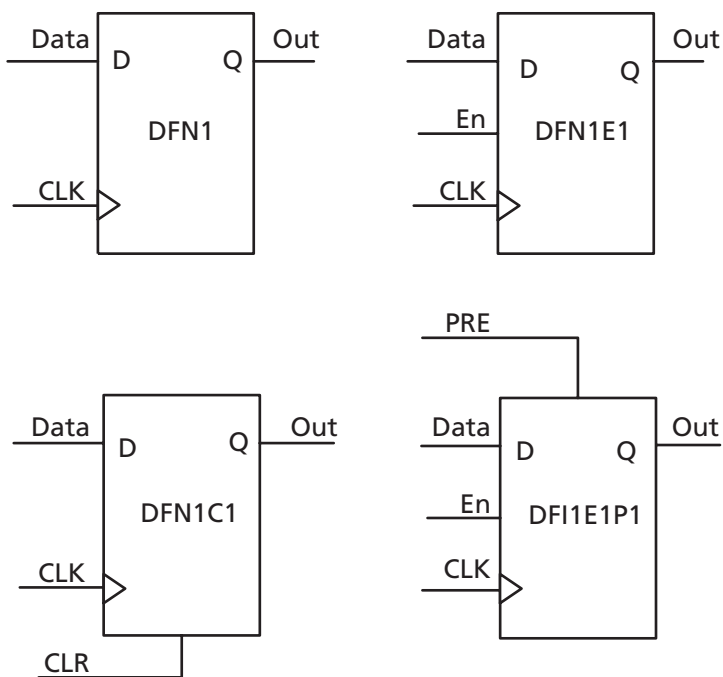 Data
D
Q
Out
DFN1
CLK
Data
D
Q
Out
En
DFN1E1
CLK
Data
D
Q
Out
DFN1C1
CLK
CLR
PRE
Data
D
Q
Out
En
DFI1E1P1
CLK